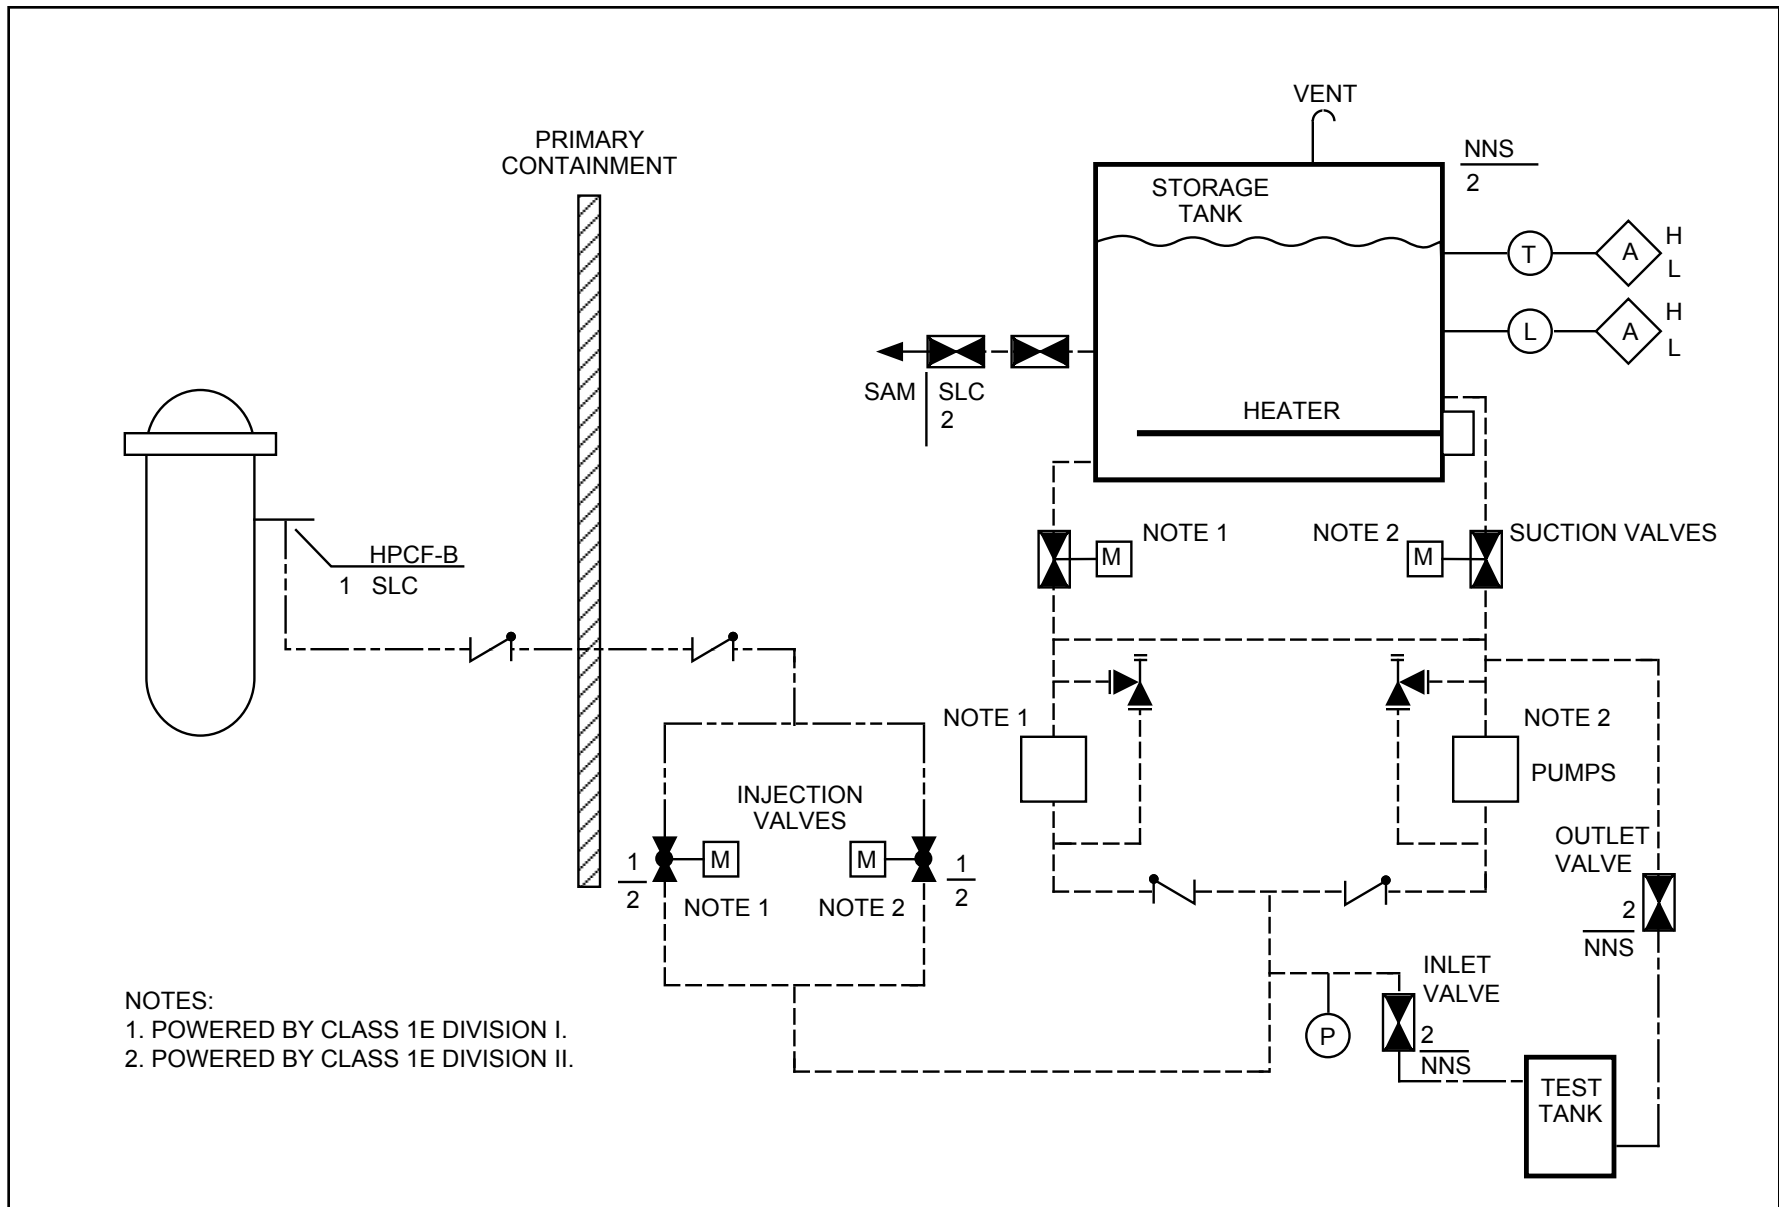 VENT
PRIMARY
CONTAINMENT
NNS
2
STORAGE
TANK
T
A
H
L
L
A
H
L
SAM
SLC
2
HEATER
NOTE 1
NOTE 2
SUCTION VALVES
M
M
HPCF-B
1 SLC
NOTE 1
NOTE 2
PUMPS
INJECTION
VALVES
1
2
M
M
1
2
NOTE 1
NOTE 2
OUTLET
VALVE
2
NNS
INLET
VALVE
2
NNS
P
TEST
TANK
NOTES:
1. POWERED BY CLASS 1E DIVISION I.
2. POWERED BY CLASS 1E DIVISION II.